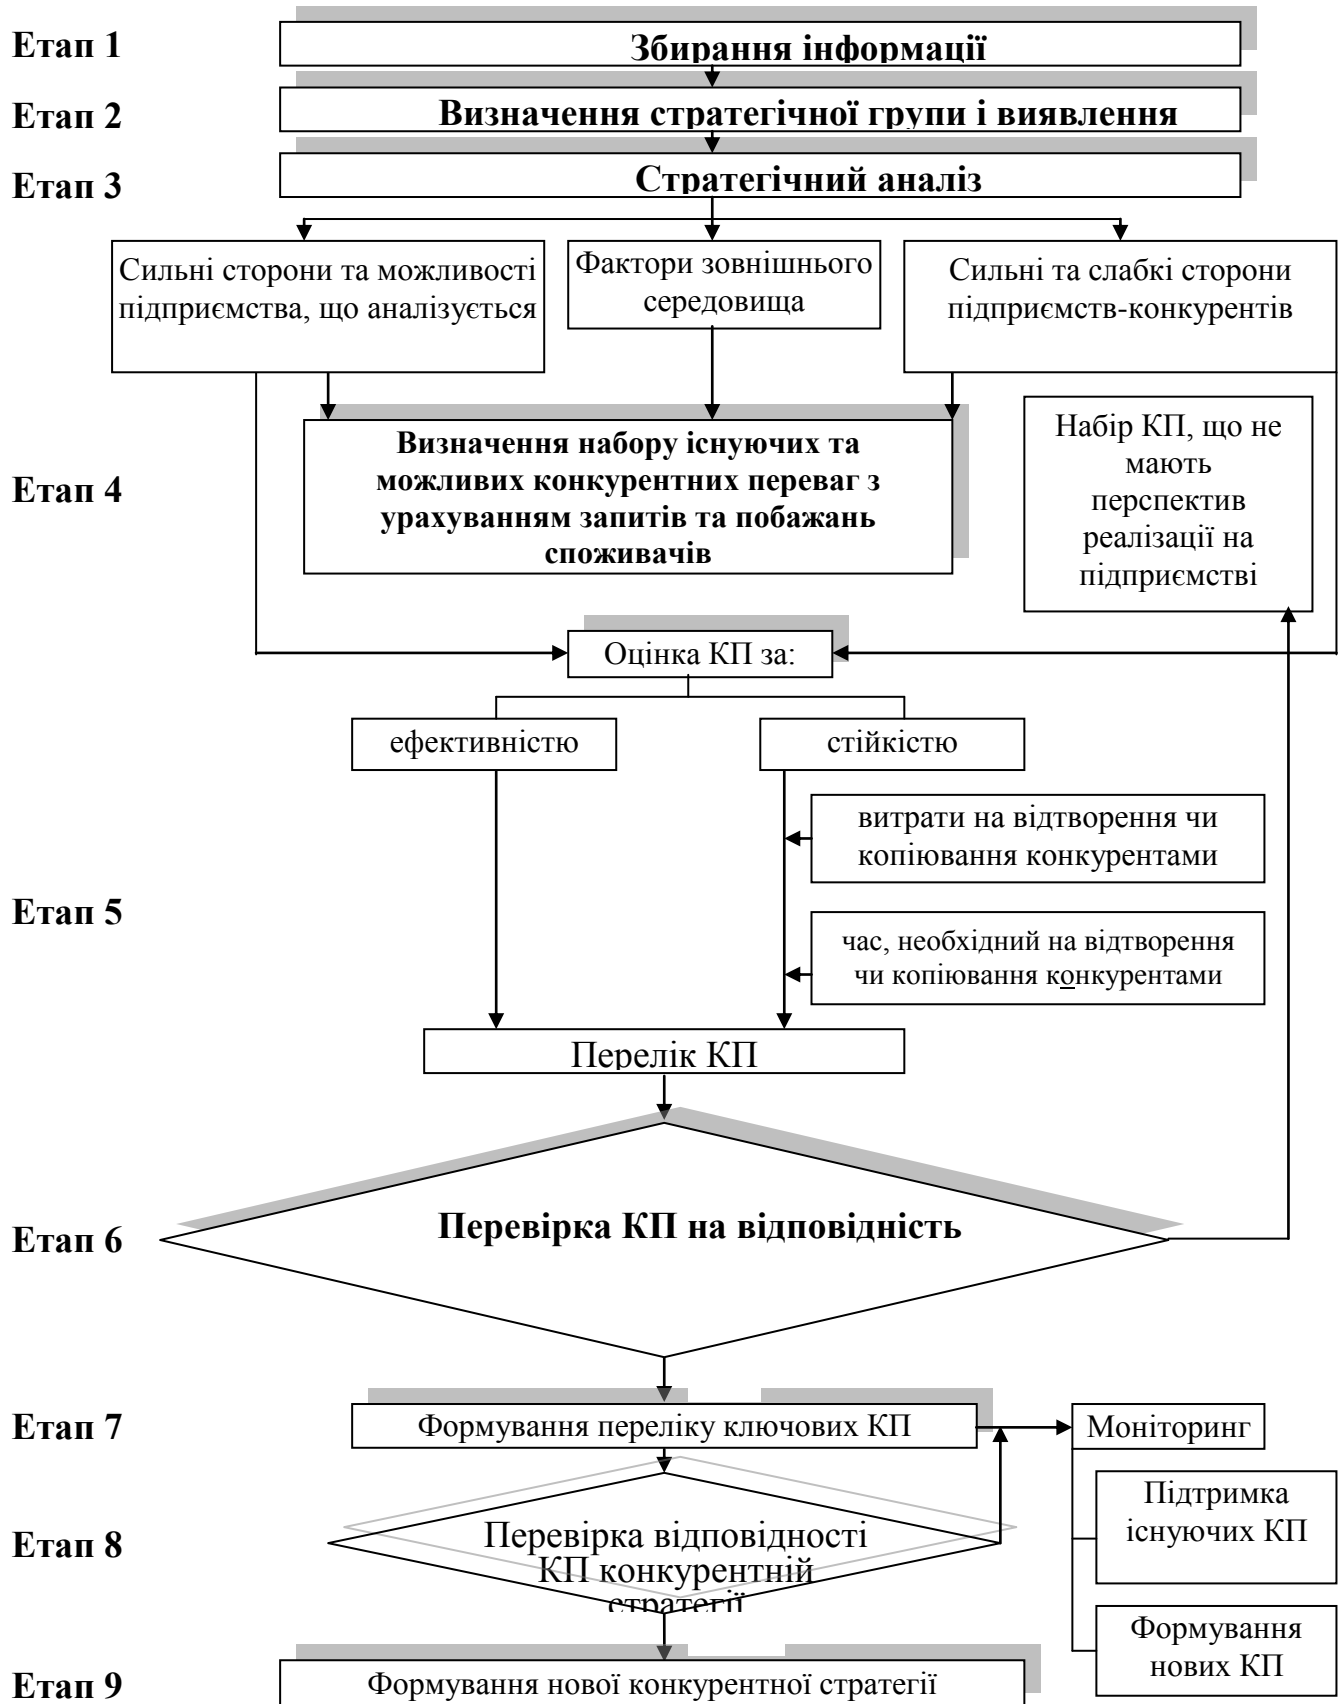 Етап 1
Збирання інформації
Етап 2
Визначення стратегічної групи і виявлення
Етап 3
Стратегічний аналіз
Сильні сторони та можливості
підприємства, що аналізується
Фактори зовнішнього
середовища
Сильні та слабкі сторони
підприємств-конкурентів
Етап 4
Визначення набору існуючих та
можливих конкурентних переваг з
урахуванням запитів та побажань
споживачів
Набір КП, що не
мають
перспектив
реалізації на
підприємстві
Оцінка КП за:
ефективністю
стійкістю
Етап 5
витрати на відтворення чи
копіювання конкурентами
час, необхідний на відтворення
чи копіювання конкурентами
Перелік КП
Етап 6
Перевірка КП на відповідність
Етап 7
Формування переліку ключових КП
Моніторинг
Етап 8
Перевірка відповідності
КП конкурентній
стратегії
Підтримка
існуючих КП
Формування
нових КП
Етап 9
Формування нової конкурентної стратегії